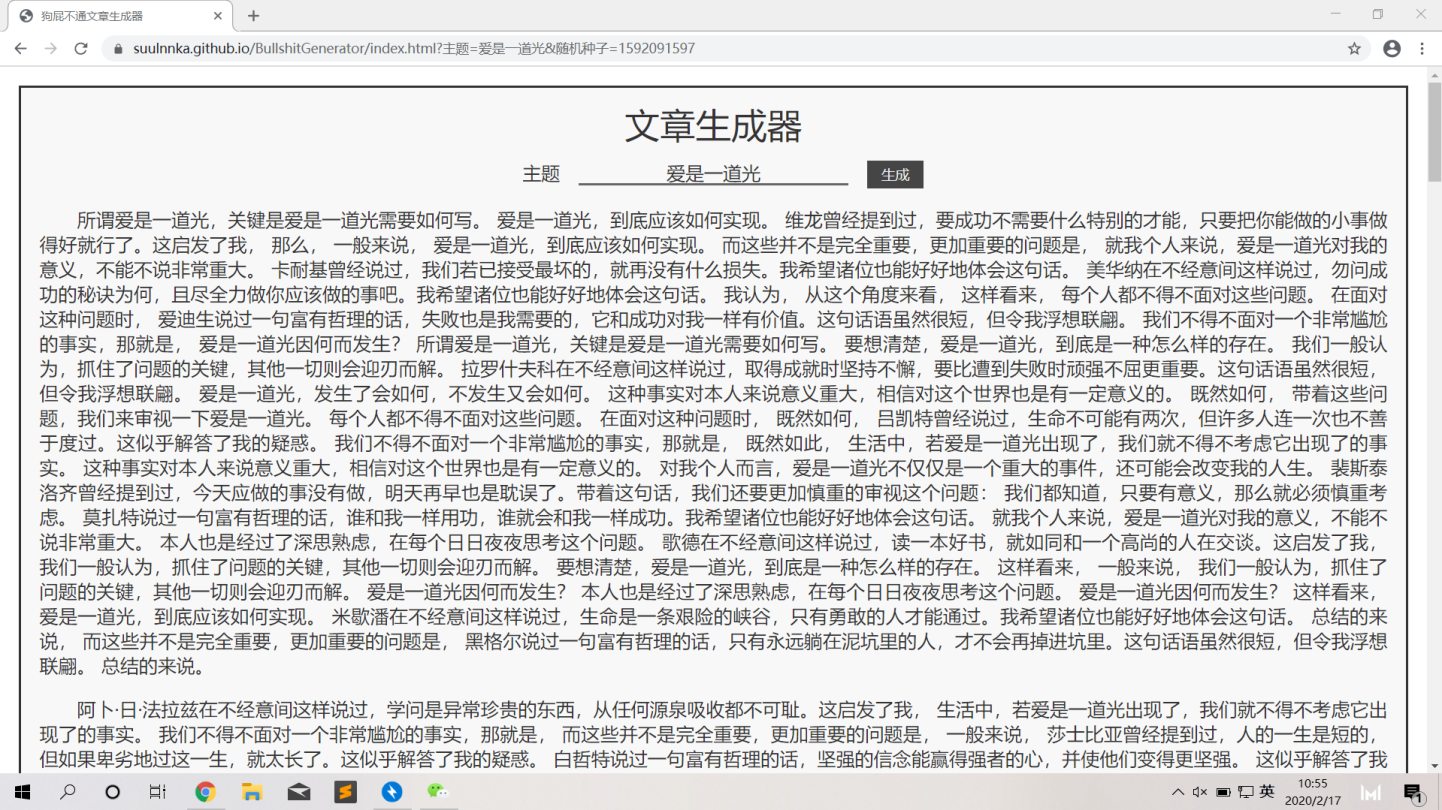 狗屁不通文章生成器
suulnnka.github.io/BullshitGenerator/index.html?主题=爱是一道光&随机种子=1592091597
文章生成器
主题 爱是一道光 生成
所谓爱是一道光，关键是爱是一道光需要如何写。 爱是一道光，到底应该如何实现。 维龙曾经提到过，要成功不需要什么特别的才能，只要把你能做的小事做
得好就行了。这启发了我， 那么， 一般来说， 爱是一道光，到底应该如何实现。 而这些并不是完全重要，更加重要的问题是， 就我个人来说，爱是一道光对我的
意义，不能不说非常重大。 卡耐基曾经说过，我们若已接受最坏的，就再没有什么损失。我希望诸位也能好好地体会这句话。 美华纳在不经意间这样说过，勿问成
功的秘诀为何，且尽全力做你应该做的事吧。我希望诸位也能好好地体会这句话。 我认为， 从这个角度来看， 这样看来， 每个人都不得不面对这些问题。 在面对
这种问题时， 爱迪生说过一句富有哲理的话，失败也是我需要的，它和成功对我一样有价值。这句话语虽然很短，但令我浮想联翩。 我们不得不面对一个非常尴尬
的事实，那就是， 爱是一道光因何而发生？ 所谓爱是一道光，关键是爱是一道光需要如何写。 要想清楚，爱是一道光，到底是一种怎么样的存在。 我们一般认
为，抓住了问题的关键，其他一切则会迎刃而解。 拉罗什夫科在不经意间这样说过，取得成就时坚持不懈，要比遭到失败时顽强不屈更重要。这句话语虽然很短，
但令我浮想联翩。 爱是一道光，发生了会如何，不发生又会如何。 这种事实对本人来说意义重大，相信对这个世界也是有一定意义的。 既然如何， 带着这些问
题，我们来审视一下爱是一道光。 每个人都不得不面对这些问题。 在面对这种问题时， 既然如何， 吕凯特曾经说过，生命不可能有两次，但许多人连一次也不善
于度过。这似乎解答了我的疑惑。 我们不得不面对一个非常尴尬的事实，那就是， 既然如此， 生活中，若爱是一道光出现了，我们就不得不考虑它出现了的事
实。 这种事实对本人来说意义重大，相信对这个世界也是有一定意义的。 对我个人而言，爱是一道光不仅仅是一个重大的事件，还可能会改变我的人生。 裴斯泰
洛齐曾经提到过，今天应做的事没有做，明天再早也是耽误了。带着这句话，我们还要更加慎重的审视这个问题： 我们都知道，只要有意义，那么就必须慎重考
虑。 莫扎特说过一句富有哲理的话，谁和我一样用功，谁就会和我一样成功。我希望诸位也能好好地体会这句话。 就我个人来说，爱是一道光对我的意义，不能不
说非常重大。 本人也是经过了深思熟虑，在每个日日夜夜思考这个问题。 歌德在不经意间这样说过，读一本好书，就如同和一个高尚的人在交谈。这启发了我，
我们一般认为，抓住了问题的关键，其他一切则会迎刃而解。 要想清楚，爱是一道光，到底是一种怎么样的存在。 这样看来， 一般来说， 我们一般认为，抓住了
问题的关键，其他一切则会迎刃而解。 爱是一道光因何而发生？ 本人也是经过了深思熟虑，在每个日日夜夜思考这个问题。 爱是一道光因何而发生？ 这样看来，
爱是一道光，到底应该如何实现。 米歇潘在不经意间这样说过，生命是一条艰险的峡谷，只有勇敢的人才能通过。我希望诸位也能好好地体会这句话。 总结的来
说， 而这些并不是完全重要，更加重要的问题是， 黑格尔说过一句富有哲理的话，只有永远躺在泥坑里的人，才不会再掉进坑里。这句话语虽然很短，但令我浮想
联翩。 总结的来说。
阿卜·日·法拉兹在不经意间这样说过，学问是异常珍贵的东西，从任何源泉吸收都不可耻。这启发了我， 生活中，若爱是一道光出现了，我们就不得不考虑它出
现了的事实。 我们不得不面对一个非常尴尬的事实，那就是， 而这些并不是完全重要，更加重要的问题是， 一般来说， 莎士比亚曾经提到过，人的一生是短的，
但如果卑劣地过这一生，就太长了。这似乎解答了我的疑惑。 白哲特说过一句富有哲理的话，坚强的信念能赢得强者的心，并使他们变得更坚强。 这似乎解答了我
英
10:55
2020/2/17
1